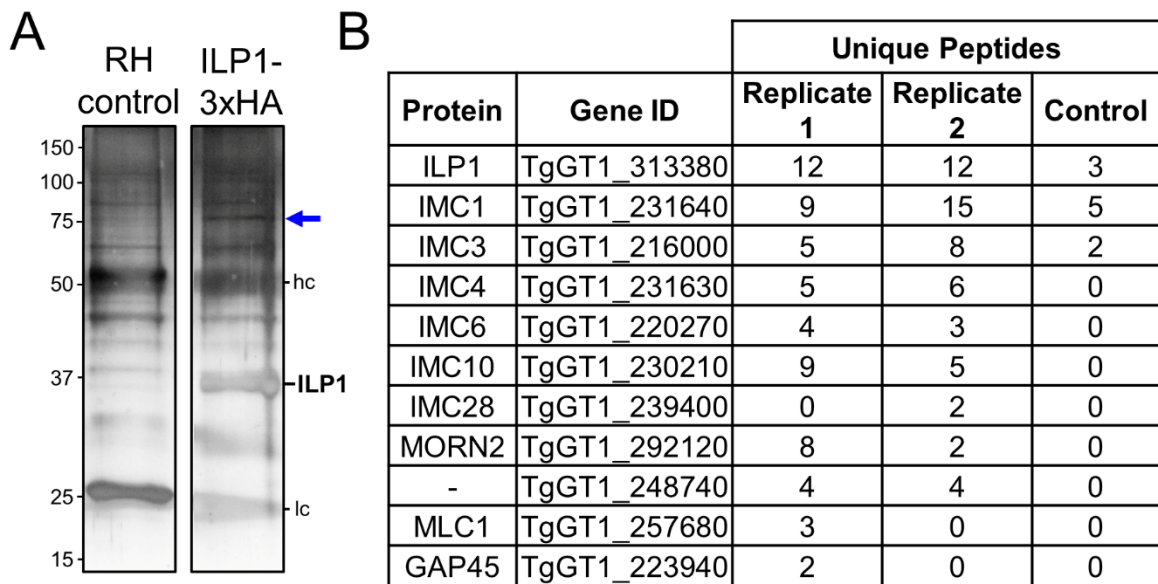 A
RH
control
ILP1-
3xHA
150
100
75
50
37
25
15
hc
ILP1
lc
B
Unique Peptides
Protein Gene ID Replicate 1 Replicate 2 Control
ILP1 TgGT1_313380 12 12 3
IMC1 TgGT1_231640 9 15 5
IMC3 TgGT1_216000 5 8 2
IMC4 TgGT1_231630 5 6 0
IMC6 TgGT1_220270 4 3 0
IMC10 TgGT1_230210 9 5 0
IMC28 TgGT1_239400 0 2 0
MORN2 TgGT1_292120 8 2 0
- TgGT1_248740 4 4 0
MLC1 TgGT1_257680 3 0 0
GAP45 TgGT1_223940 2 0 0